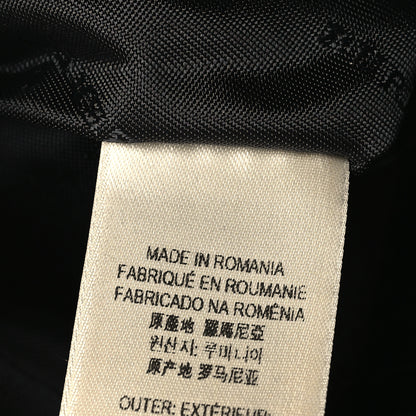 MADE IN ROMANIA
FABRIQUÉ EN ROUMANIE
FABRICADO NA ROMÉNIA
原產地 羅馬尼亞
원산지: 루마니아
原产地 罗马尼亚
OUTER: EXTÉRIEUR: